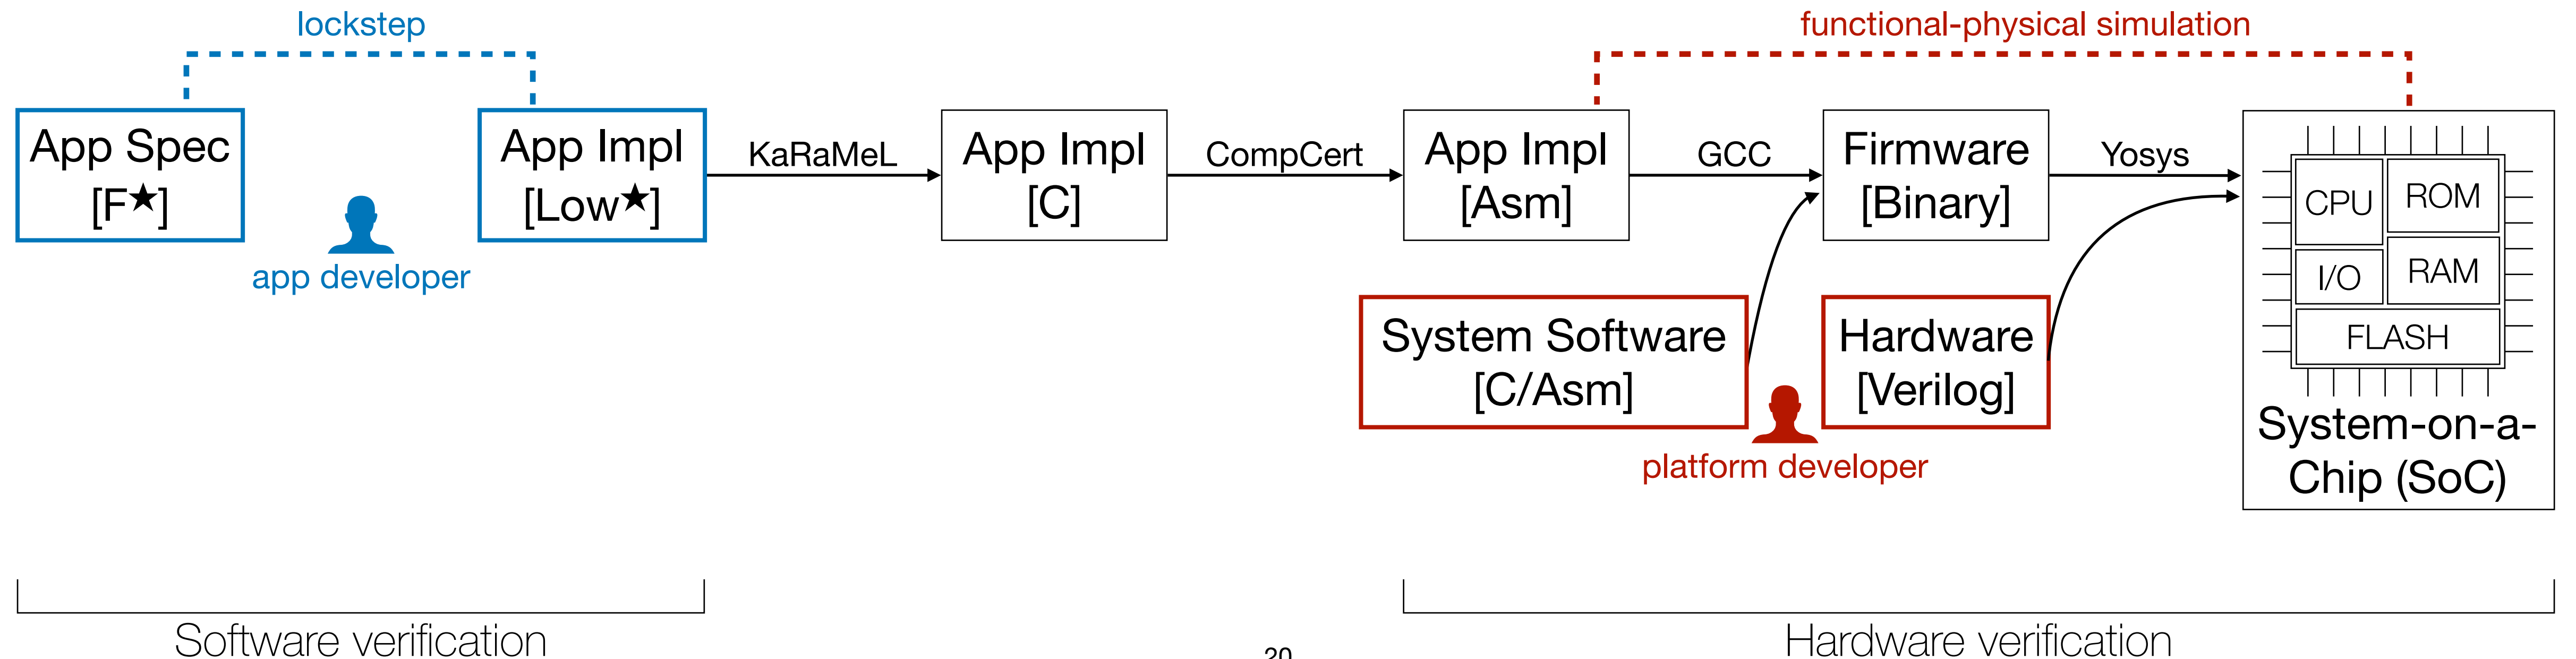 lockstep
functional-physical simulation
App Spec
[F★]
app developer
App Impl
[Low★]
KaRaMeL
App Impl
[C]
CompCert
App Impl
[Asm]
GCC
Firmware
[Binary]
Yosys
CPU
ROM
I/O
RAM
FLASH
System-on-a-
Chip (SoC)
System Software
[C/Asm]
Hardware
[Verilog]
platform developer
Software verification
20
Hardware verification